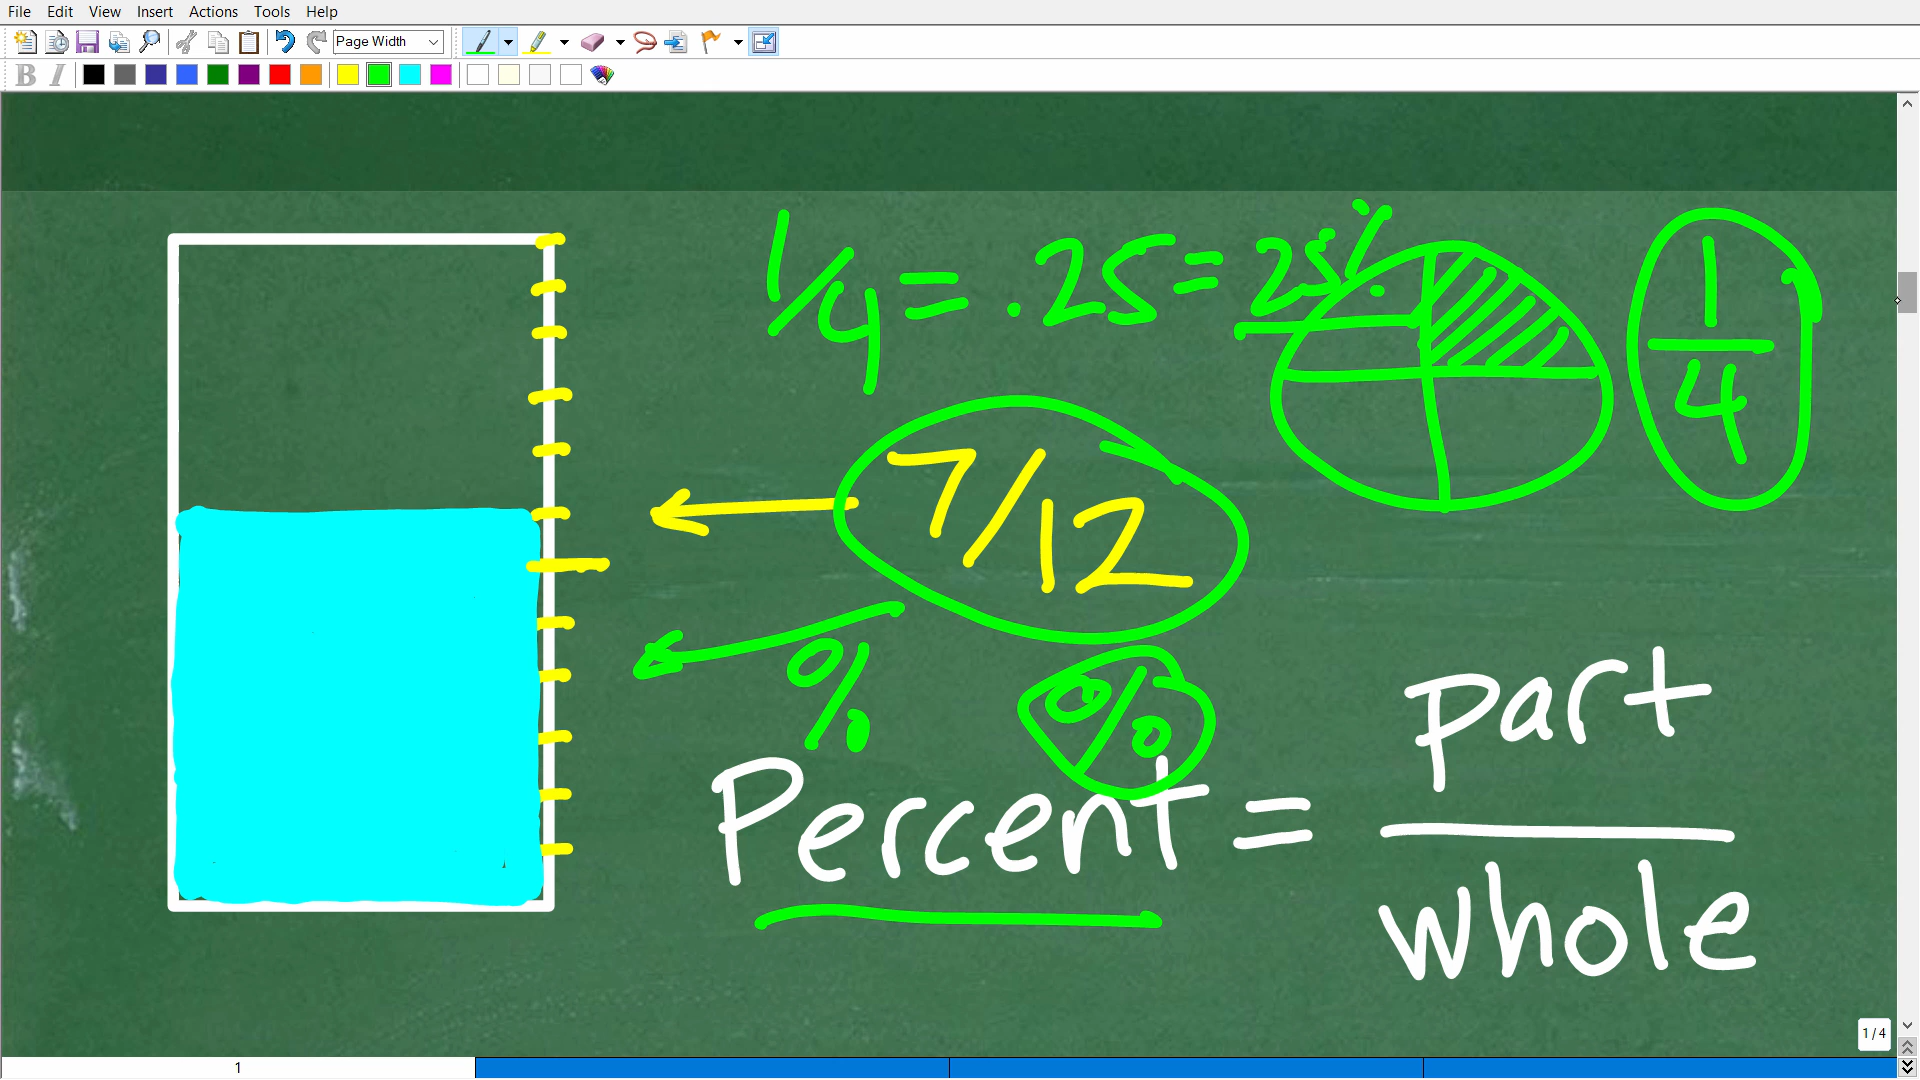 File Edit View Insert Actions Tools Help
Page Width
B I
1/4 = .25 = 25%
1
4
7/12
%
%
Percent = part
whole
1 / 4
1